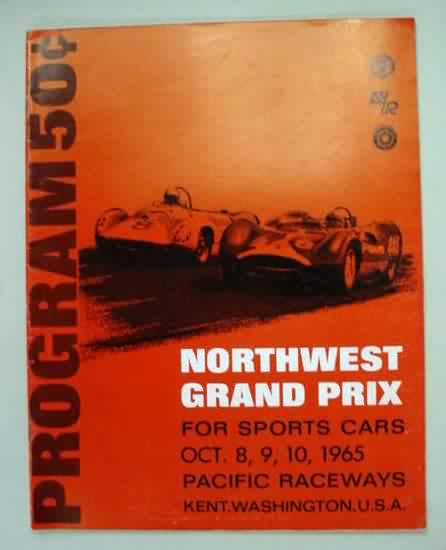 PROGRAM 50¢
NORTHWEST
GRAND PRIX
FOR SPORTS CARS
OCT. 8, 9, 10, 1965
PACIFIC RACEWAYS
KENT, WASHINGTON, U.S.A.